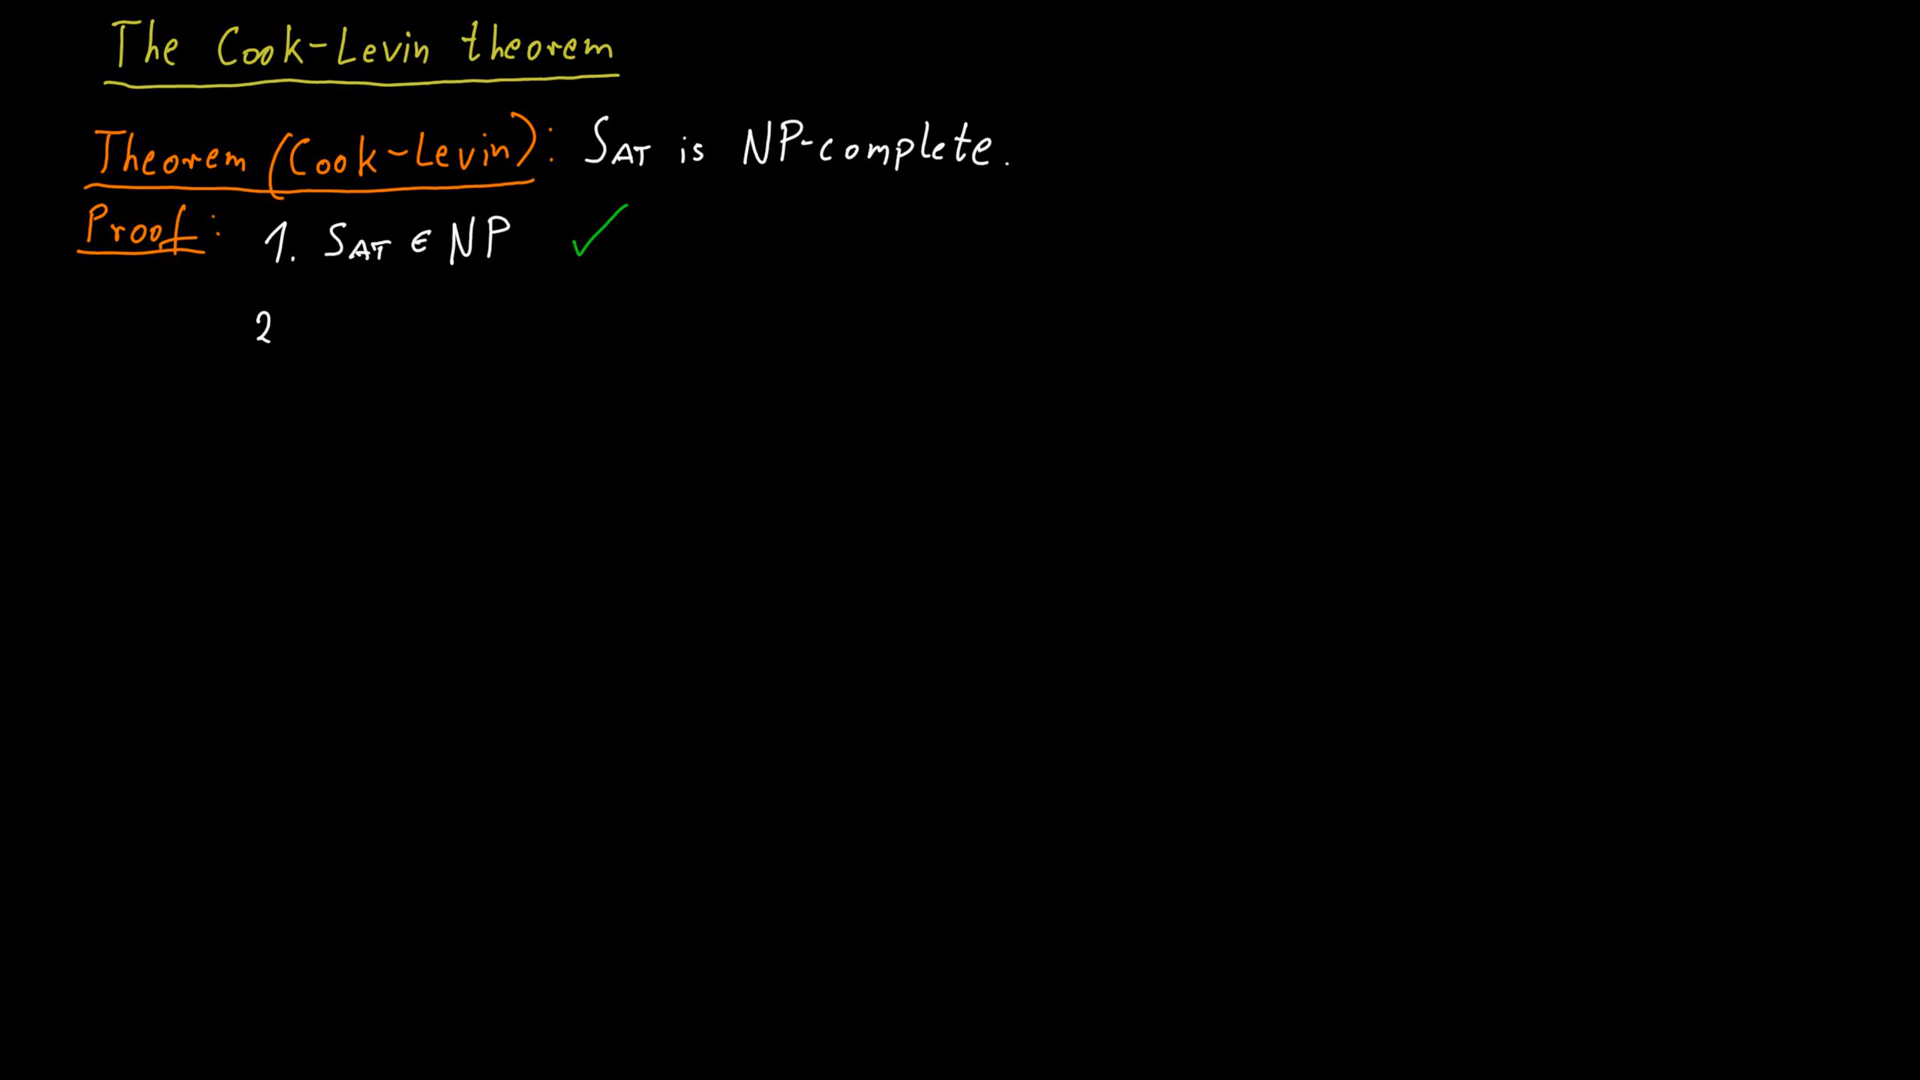 The Cook-Levin theorem
Theorem (Cook-Levin): SAT is NP-complete.
Proof: 1. SAT ∈ NP ✓
2